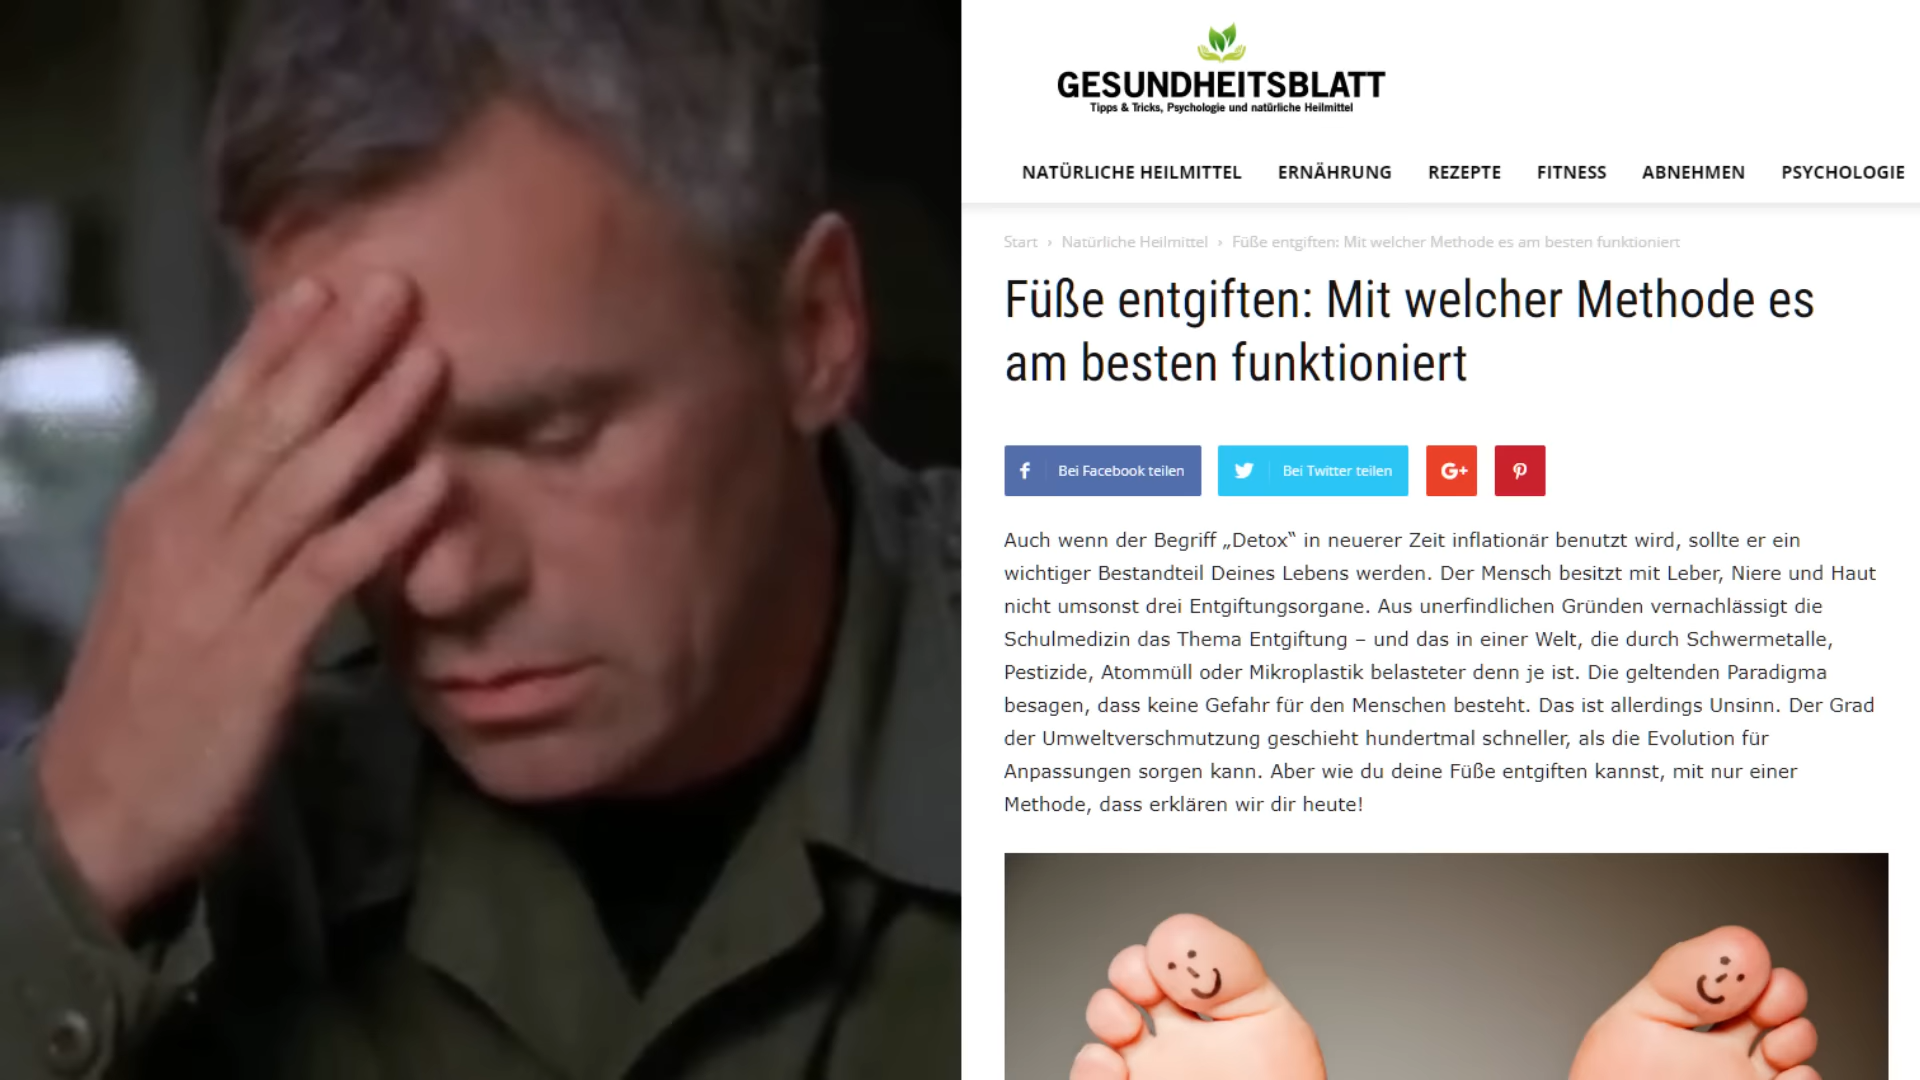 GESUNDHEITSBLATT
Tipps & Tricks, Psychologie und natürliche Heilmittel
NATÜRLICHE HEILMITTEL ERNÄHRUNG REZEPTE FITNESS ABNEHMEN PSYCHOLOGIE
Start › Natürliche Heilmittel › Füße entgiften: Mit welcher Methode es am besten funktioniert
Füße entgiften: Mit welcher Methode es
am besten funktioniert
f Bei Facebook teilen Bei Twitter teilen G+
Auch wenn der Begriff „Detox“ in neuerer Zeit inflationär benutzt wird, sollte er ein
wichtiger Bestandteil Deines Lebens werden. Der Mensch besitzt mit Leber, Niere und Haut
nicht umsonst drei Entgiftungsorgane. Aus unerfindlichen Gründen vernachlässigt die
Schulmedizin das Thema Entgiftung – und das in einer Welt, die durch Schwermetalle,
Pestizide, Atommüll oder Mikroplastik belasteter denn je ist. Die geltenden Paradigma
besagen, dass keine Gefahr für den Menschen besteht. Das ist allerdings Unsinn. Der Grad
der Umweltverschmutzung geschieht hundertmal schneller, als die Evolution für
Anpassungen sorgen kann. Aber wie du deine Füße entgiften kannst, mit nur einer
Methode, dass erklären wir dir heute!